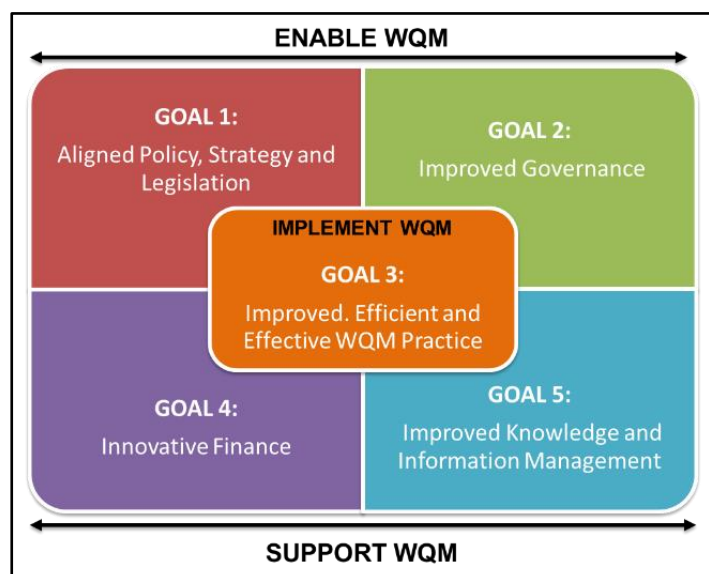 ENABLE WQM
GOAL 1:
Aligned Policy, Strategy and
Legislation
GOAL 2:
Improved Governance
IMPLEMENT WQM
GOAL 3:
Improved. Efficient and
Effective WQM Practice
GOAL 4:
Innovative Finance
GOAL 5:
Improved Knowledge and
Information Management
SUPPORT WQM